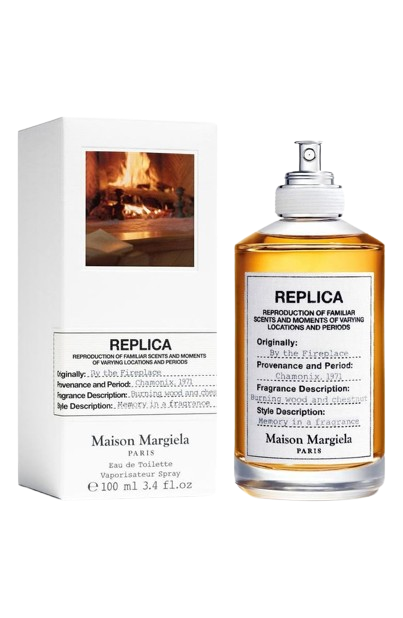 REPLICA
REPRODUCTION OF FAMILIAR SCENTS AND MOMENTS
OF VARYING LOCATIONS AND PERIODS
Originally: By the Fireplace
Provenance and Period: Chamonix, 1971
Fragrance Description: Burning wood and ches
Style Description: Memory in a fragrance
Maison Margiela
PARIS
Eau de Toilette
Vaporisateur Spray
℮ 100 ml 3.4 fl.oz
REPLICA
REPRODUCTION OF FAMILIAR
SCENTS AND MOMENTS OF VARYING
LOCATIONS AND PERIODS
Originally:
By the Fireplace
Provenance and Period:
Chamonix, 1971
Fragrance Description:
Burning wood and chestnut
Style Description:
Memory in a fragrance
Maison Margiela
PARIS